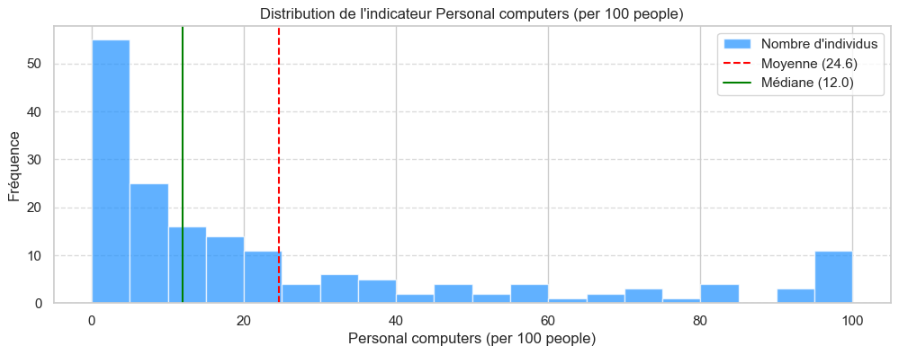 Distribution de l'indicateur Personal computers (per 100 people)
Nombre d'individus
Moyenne (24.6)
Médiane (12.0)
Fréquence
50
40
30
20
10
0
0 20 40 60 80 100
Personal computers (per 100 people)